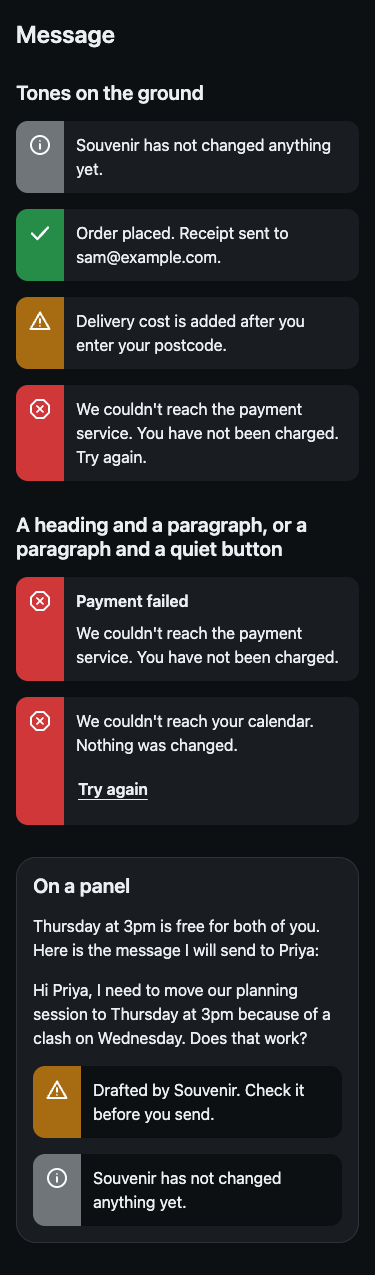 Message
Tones on the ground
Souvenir has not changed anything
yet.
Order placed. Receipt sent to
sam@example.com.
Delivery cost is added after you
enter your postcode.
We couldn't reach the payment
service. You have not been charged.
Try again.
A heading and a paragraph, or a
paragraph and a quiet button
Payment failed
We couldn't reach the payment
service. You have not been charged.
We couldn't reach your calendar.
Nothing was changed.
Try again
On a panel
Thursday at 3pm is free for both of you.
Here is the message I will send to Priya:
Hi Priya, I need to move our planning
session to Thursday at 3pm because of a
clash on Wednesday. Does that work?
Drafted by Souvenir. Check it
before you send.
Souvenir has not changed
anything yet.